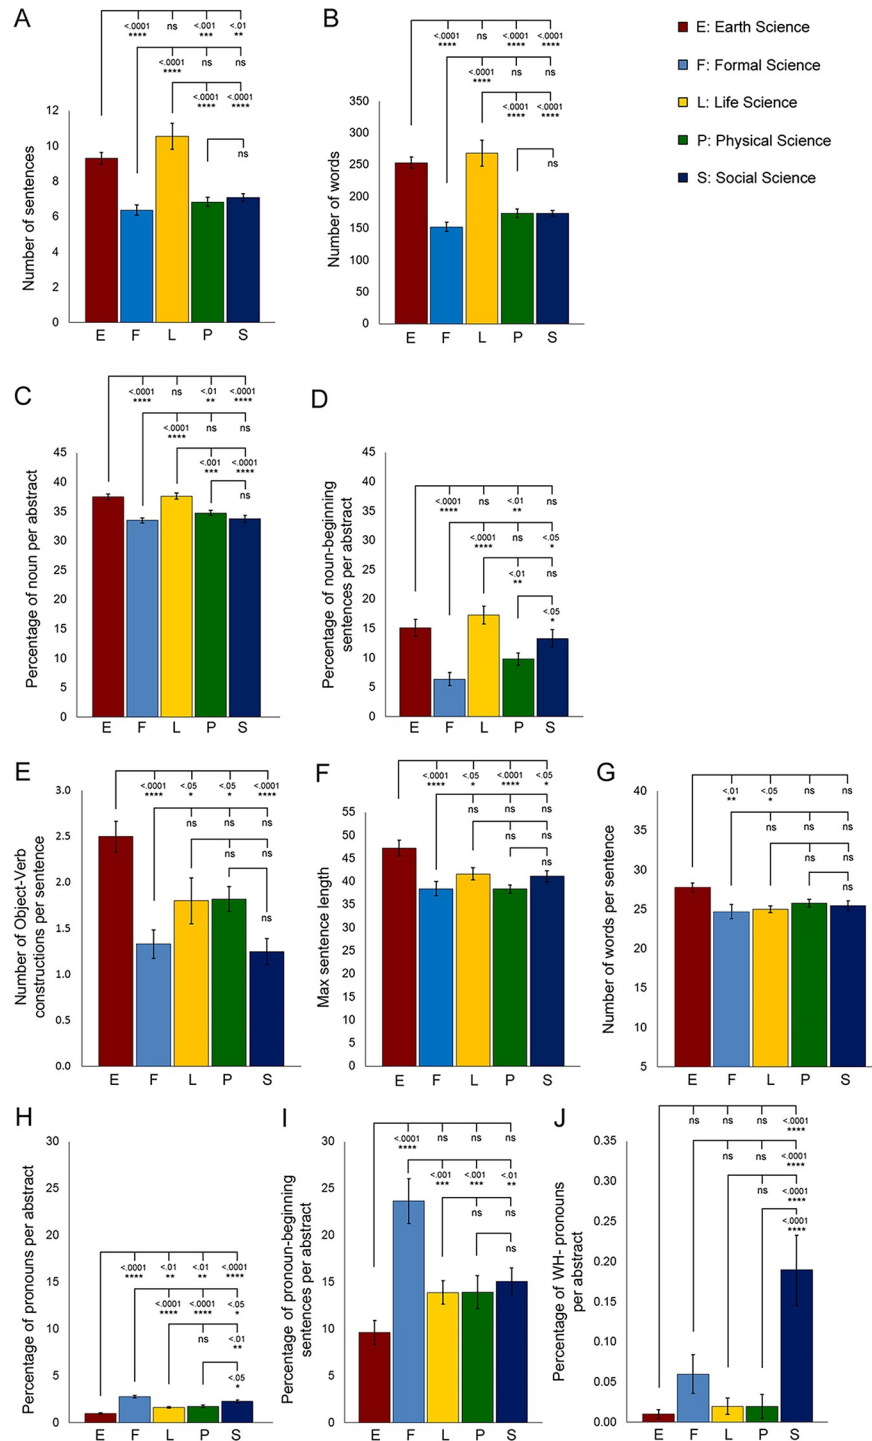 A
<.0001 ns <.001 <.01
**** *** **
<.0001 ns ns
****
<.0001 <.0001
**** ****
ns
Number of sentences
12
10
8
6
4
2
0
E F L P S
B
<.0001 ns <.0001 <.0001
**** **** ****
<.0001 ns ns
****
<.0001 <.0001
**** ****
ns
Number of words
350
300
250
200
150
100
50
0
E F L P S
E: Earth Science
F: Formal Science
L: Life Science
P: Physical Science
S: Social Science
C
<.0001 ns <.01 <.0001
**** ** ****
<.0001 ns ns
****
<.001 <.0001
*** ****
ns
Percentage of noun per abstract
45
40
35
30
25
20
15
10
5
0
E F L P S
D
<.0001 ns <.01 ns
**** **
<.0001 ns <.05
**** *
<.01 ns
**
<.05
*
Percentage of noun-beginning
sentences per abstract
45
40
35
30
25
20
15
10
5
0
E F L P S
E
<.0001 <.05 <.05 <.0001
**** * * ****
ns ns ns
ns ns
ns
Number of Object-Verb
constructions per sentence
3.0
2.5
2.0
1.5
1.0
0.5
0.0
E F L P S
F
<.0001 <.05 <.0001 <.05
**** * **** *
ns ns ns
ns ns
ns
Max sentence length
55
50
45
40
35
30
25
20
15
10
5
0
E F L P S
G
<.01 <.05 ns ns
** *
ns ns ns
ns ns
ns
Number of words per sentence
40
35
30
25
20
15
10
5
E F L P S
H
<.0001 <.01 <.01 <.0001
**** ** ** ****
<.0001 <.0001 <.05
**** **** *
ns <.01
**
<.05
*
Percentage of pronouns per abstract
30
25
20
15
10
5
0
E F L P S
I
<.0001 ns ns ns
****
<.001 <.001 <.01
*** *** **
ns ns
ns
Percentage of pronoun-beginning
sentences per abstract
30
25
20
15
10
5
0
E F L P S
J
ns ns ns <.0001
****
ns ns <.0001
****
ns <.0001
****
<.0001
****
Percentage of WH- pronouns
per abstract
0.35
0.30
0.25
0.20
0.15
0.10
0.05
0.00
E F L P S